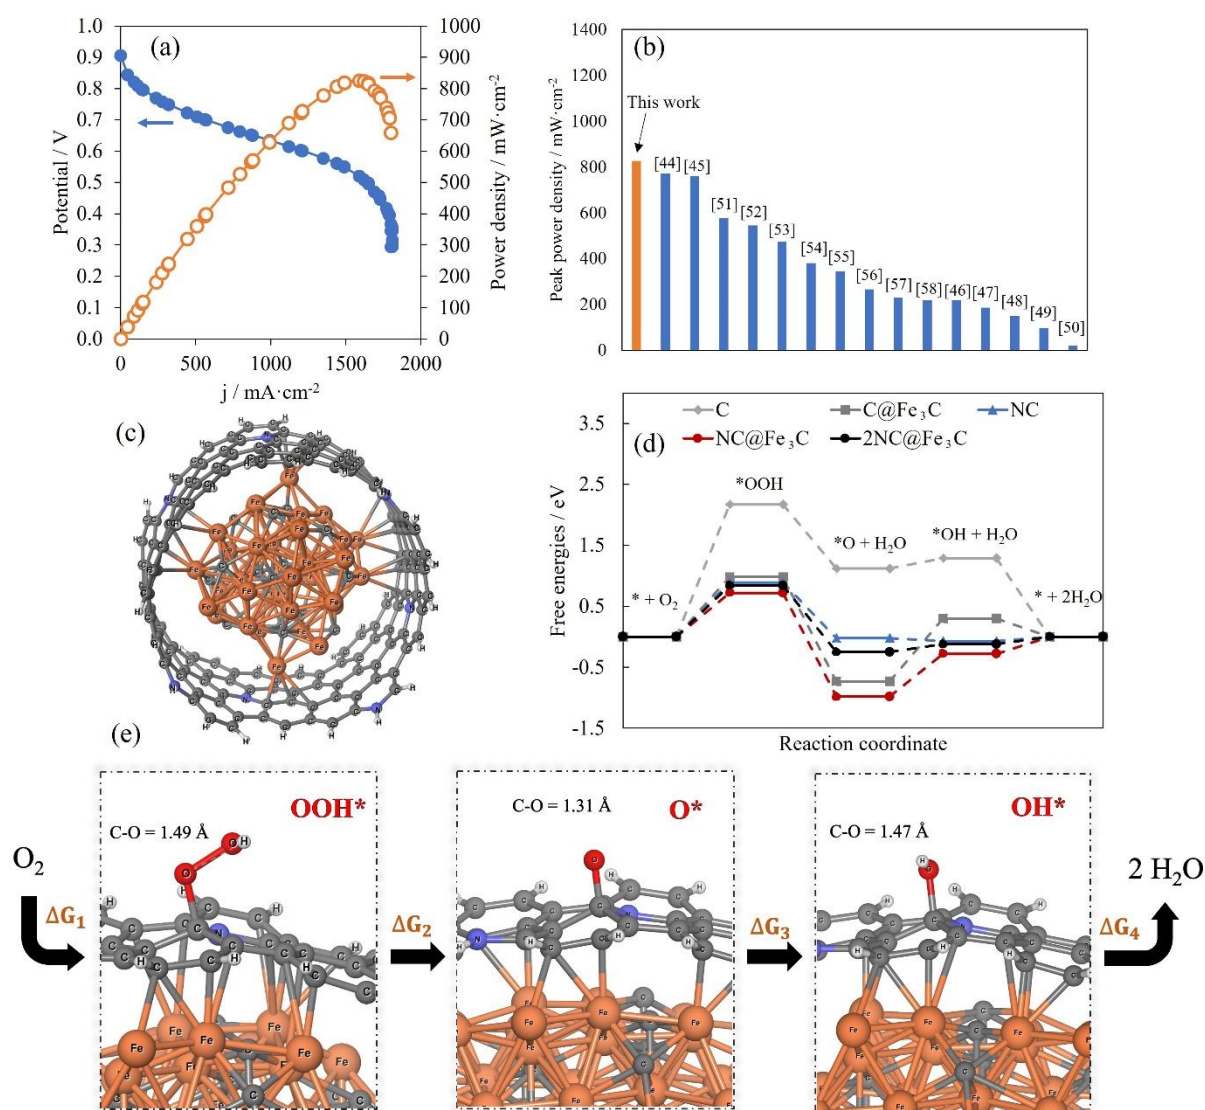 (a)
1.0
0.9
0.8
0.7
0.6
0.5
0.4
0.3
0.2
0.1
0.0
Potential / V
1000
900
800
700
600
500
400
300
200
100
0
Power density / mW·cm-2
0
500
1000
1500
2000
j / mA·cm-2
(b)
1400
1200
1000
800
600
400
200
0
Peak power density / mW·cm-2
This work
[44]
[45]
[51]
[52]
[53]
[54]
[55]
[56]
[57]
[58]
[46]
[47]
[48]
[49]
[50]
(c)
(d)
3.5
2.5
1.5
0.5
-0.5
-1.5
Free energies / eV
C
C@Fe3C
NC
NC@Fe3C
2NC@Fe3C
* + O2
*OOH
*O + H2O
*OH + H2O
* + 2H2O
Reaction coordinate
(e)
O2
ΔG1
OOH*
C-O = 1.49 Å
ΔG2
C-O = 1.31 Å
O*
ΔG3
OH*
C-O = 1.47 Å
ΔG4
2 H2O